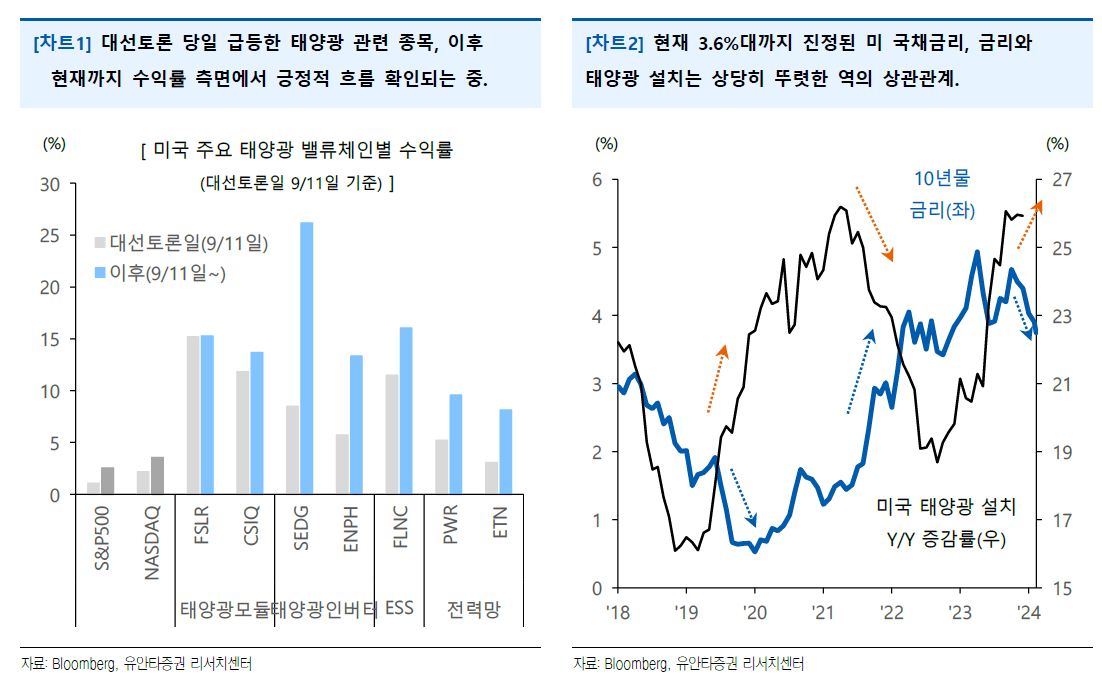 [차트1] 대선토론 당일 급등한 태양광 관련 종목, 이후
현재까지 수익률 측면에서 긍정적 흐름 확인되는 중.
(%)
[ 미국 주요 태양광 밸류체인별 수익률
(대선토론일 9/11일 기준) ]
30
25
20
15
10
5
0
대선토론일(9/11일)
이후(9/11일~)
S&P500
NASDAQ
FSLR
CSIQ
SEDG
ENPH
FLNC
PWR
ETN
태양광모듈
태양광인버터
ESS
전력망
자료: Bloomberg, 유안타증권 리서치센터
[차트2] 현재 3.6%대까지 진정된 미 국채금리, 금리와
태양광 설치는 상당히 뚜렷한 역의 상관관계.
(%)
(%)
6
5
4
3
2
1
0
27
25
23
21
19
17
15
10년물
금리(좌)
미국 태양광 설치
Y/Y 증감률(우)
'18
'19
'20
'21
'22
'23
'24
자료: Bloomberg, 유안타증권 리서치센터